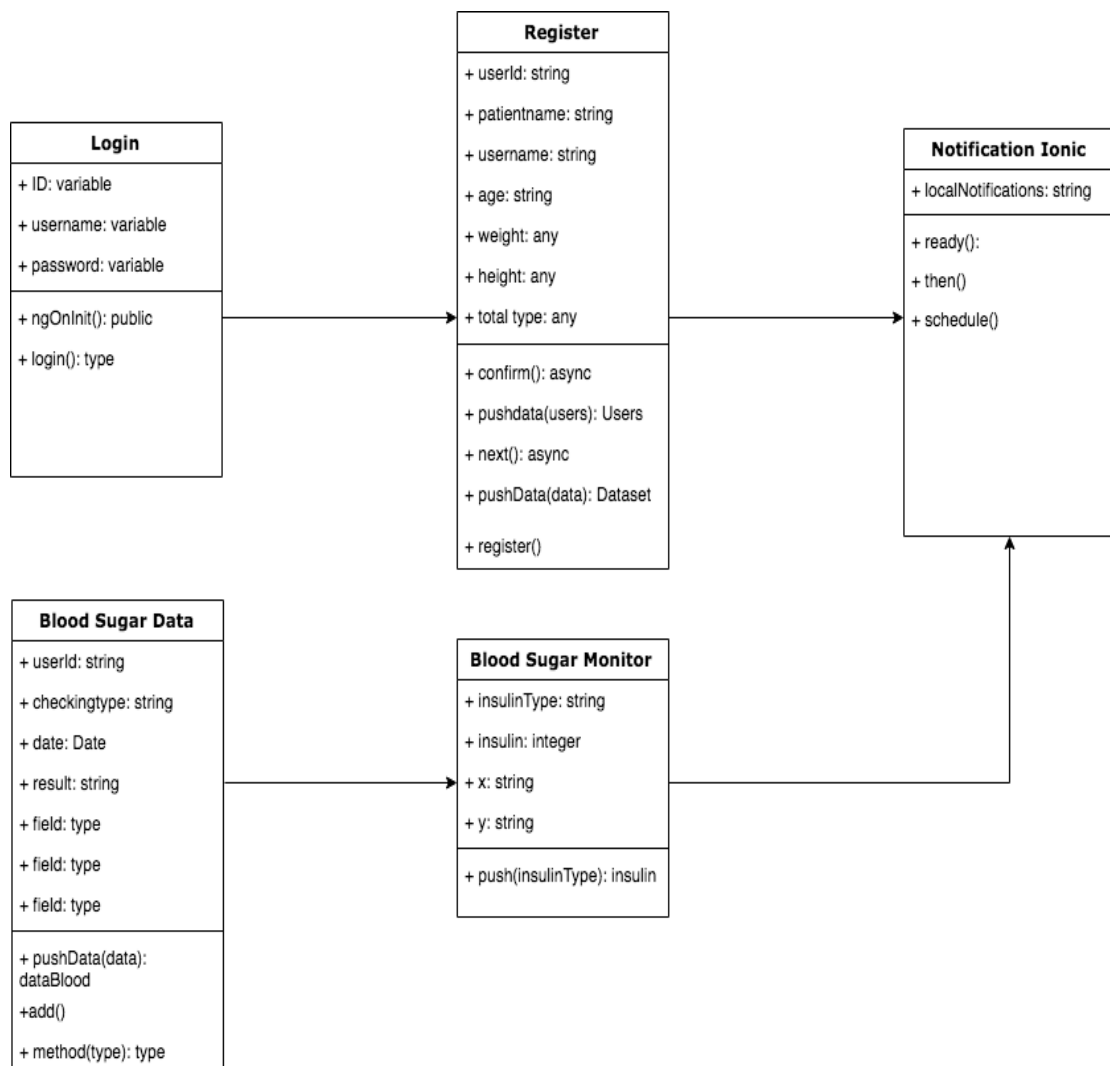 Login
+ ID: variable
+ username: variable
+ password: variable
+ ngOnInit(): public
+ login(): type
Register
+ userId: string
+ patientname: string
+ username: string
+ age: string
+ weight: any
+ height: any
+ total type: any
+ confirm(): async
+ pushdata(users): Users
+ next(): async
+ pushData(data): Dataset
+ register()
Notification Ionic
+ localNotifications: string
+ ready():
+ then()
+ schedule()
Blood Sugar Data
+ userId: string
+ checkingtype: string
+ date: Date
+ result: string
+ field: type
+ field: type
+ field: type
+ pushData(data):
dataBlood
+add()
+ method(type): type
Blood Sugar Monitor
+ insulinType: string
+ insulin: integer
+ x: string
+ y: string
+ push(insulinType): insulin